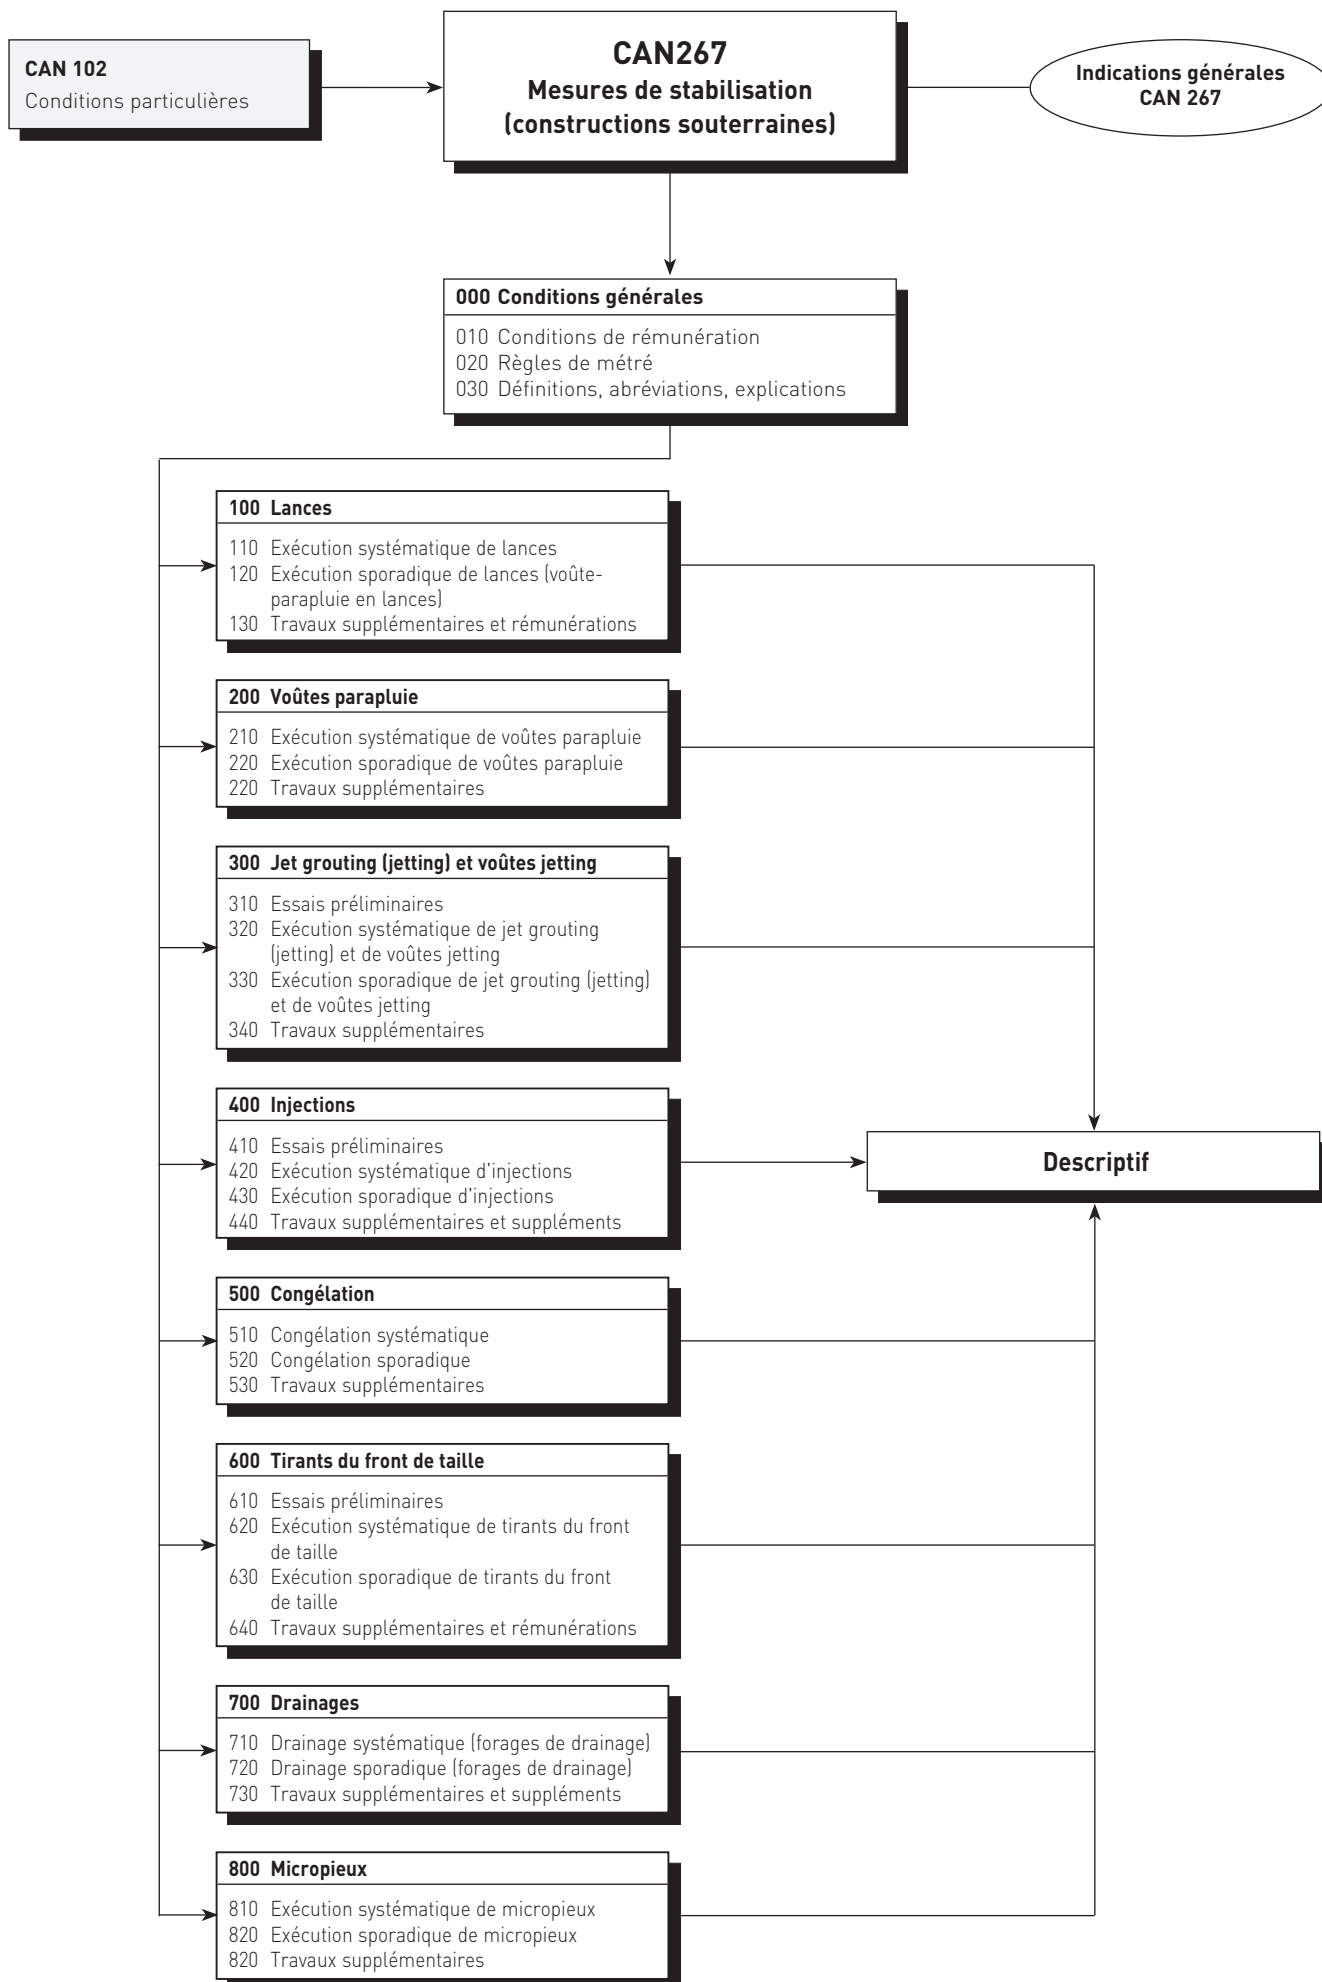 CAN 102
Conditions particulières
CAN267
Mesures de stabilisation
(constructions souterraines)
Indications générales
CAN 267
000 Conditions générales
010 Conditions de rémunération
020 Règles de métré
030 Définitions, abréviations, explications
100 Lances
110 Exécution systématique de lances
120 Exécution sporadique de lances (voûte-
parapluie en lances)
130 Travaux supplémentaires et rémunérations
200 Voûtes parapluie
210 Exécution systématique de voûtes parapluie
220 Exécution sporadique de voûtes parapluie
220 Travaux supplémentaires
300 Jet grouting (jetting) et voûtes jetting
310 Essais préliminaires
320 Exécution systématique de jet grouting
(jetting) et de voûtes jetting
330 Exécution sporadique de jet grouting (jetting)
et de voûtes jetting
340 Travaux supplémentaires
400 Injections
410 Essais préliminaires
420 Exécution systématique d'injections
430 Exécution sporadique d'injections
440 Travaux supplémentaires et suppléments
Descriptif
500 Congélation
510 Congélation systématique
520 Congélation sporadique
530 Travaux supplémentaires
600 Tirants du front de taille
610 Essais préliminaires
620 Exécution systématique de tirants du front
de taille
630 Exécution sporadique de tirants du front
de taille
640 Travaux supplémentaires et rémunérations
700 Drainages
710 Drainage systématique (forages de drainage)
720 Drainage sporadique (forages de drainage)
730 Travaux supplémentaires et suppléments
800 Micropieux
810 Exécution systématique de micropieux
820 Exécution sporadique de micropieux
820 Travaux supplémentaires